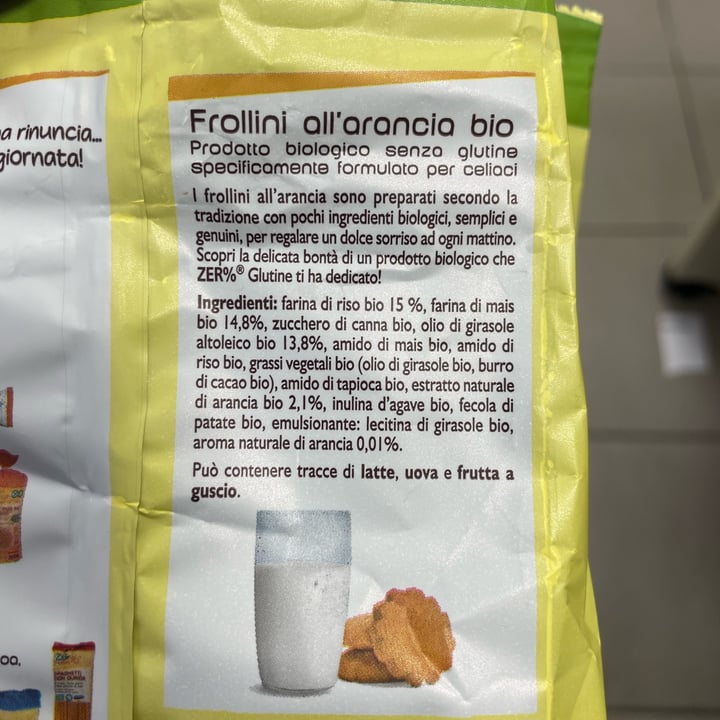 a rinuncia...
giornata!
Frollini all'arancia bio
Prodotto biologico senza glutine
specificamente formulato per celiaci
I frollini all'arancia sono preparati secondo la
tradizione con pochi ingredienti biologici, semplici e
genuini, per regalare un dolce sorriso ad ogni mattino.
Scopri la delicata bontà di un prodotto biologico che
ZER%® Glutine ti ha dedicato!
Ingredienti: farina di riso bio 15 %, farina di mais
bio 14,8%, zucchero di canna bio, olio di girasole
altoleico bio 13,8%, amido di mais bio, amido di
riso bio, grassi vegetali bio (olio di girasole bio, burro
di cacao bio), amido di tapioca bio, estratto naturale
di arancia bio 2,1%, inulina d'agave bio, fecola di
patate bio, emulsionante: lecitina di girasole bio,
aroma naturale di arancia 0,01%.
Può contenere tracce di latte, uova e frutta a
guscio.
oa,
SPAGHETTI
CON QUINOA